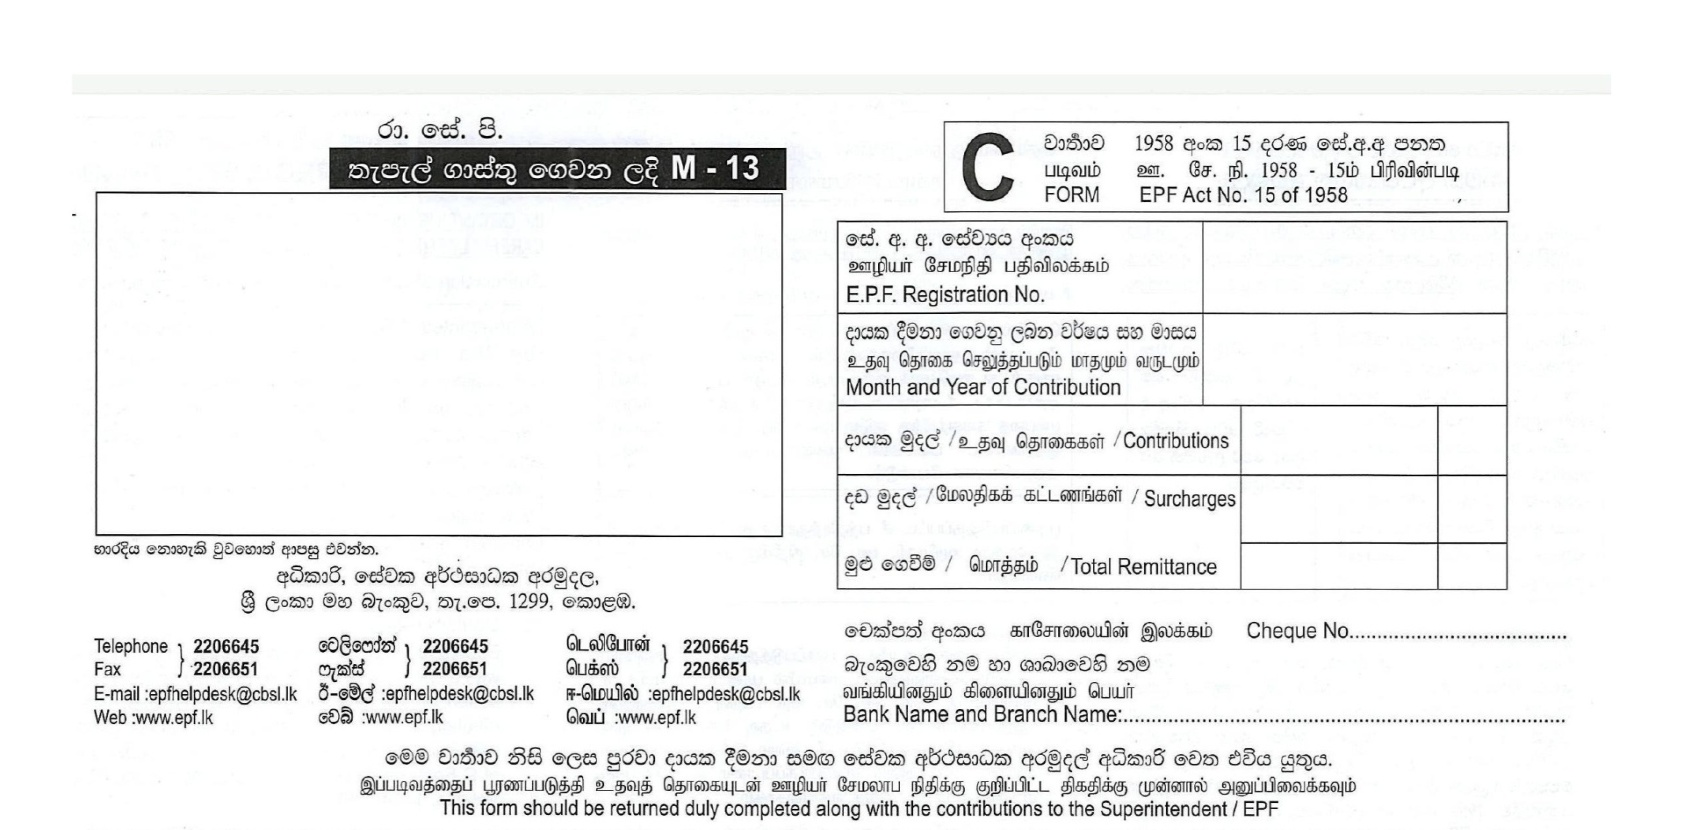 රා. සේ. පි.
තැපැල් ගාස්තු ගෙවන ලදි M - 13
C
වාර්තාව 1958 අංක 15 දරණ සේ.අ.අ පනත
படிவம் ஊ. சே. நி. 1958 - 15ம் பிரிவின்படி
FORM EPF Act No. 15 of 1958
සේ. අ. අ. සේව්‍යය අංකය
ஊழியர் சேமநிதி பதிவிலக்கம்
E.P.F. Registration No.
දායක දීමනා ගෙවනු ලබන වර්ෂය සහ මාසය
உதவு தொகை செலுத்தப்படும் மாதமும் வருடமும்
Month and Year of Contribution
දායක මුදල් / உதவு தொகைகள் / Contributions
දඩ මුදල් / மேலதிகக் கட்டணங்கள் / Surcharges
මුළු ගෙවීම් / மொத்தம் / Total Remittance
භාරදිය නොහැකි වුවහොත් ආපසු එවන්න.
අධිකාරි, සේවක අර්ථසාධක අරමුදල,
ශ්‍රී ලංකා මහ බැංකුව, තැ.පෙ. 1299, කොළඹ.
Telephone } 2206645
Fax } 2206651
E-mail :epfhelpdesk@cbsl.lk
Web :www.epf.lk
ටෙලිෆෝන් } 2206645
ෆැක්ස් } 2206651
ඊ-මේල් :epfhelpdesk@cbsl.lk
වෙබ් :www.epf.lk
டெலிபோன் } 2206645
பெக்ஸ் } 2206651
ஈ-மெயில் :epfhelpdesk@cbsl.lk
வெப் :www.epf.lk
චෙක්පත් අංකය காசோலையின் இலக்கம் Cheque No.......................................
බැංකුවෙහි නම හා ශාඛාවෙහි නම
வங்கியினதும் கிளையினதும் பெயர்
Bank Name and Branch Name:...............................................................................
මෙම වාර්තාව නිසි ලෙස පුරවා දායක දීමනා සමඟ සේවක අර්ථසාධක අරමුදල් අධිකාරි වෙත එවිය යුතුය.
இப்படிவத்தைப் பூரணப்படுத்தி உதவுத் தொகையுடன் ஊழியர் சேமலாப நிதிக்கு குறிப்பிட்ட திகதிக்கு முன்னால் அனுப்பிவைக்கவும்
This form should be returned duly completed along with the contributions to the Superintendent / EPF